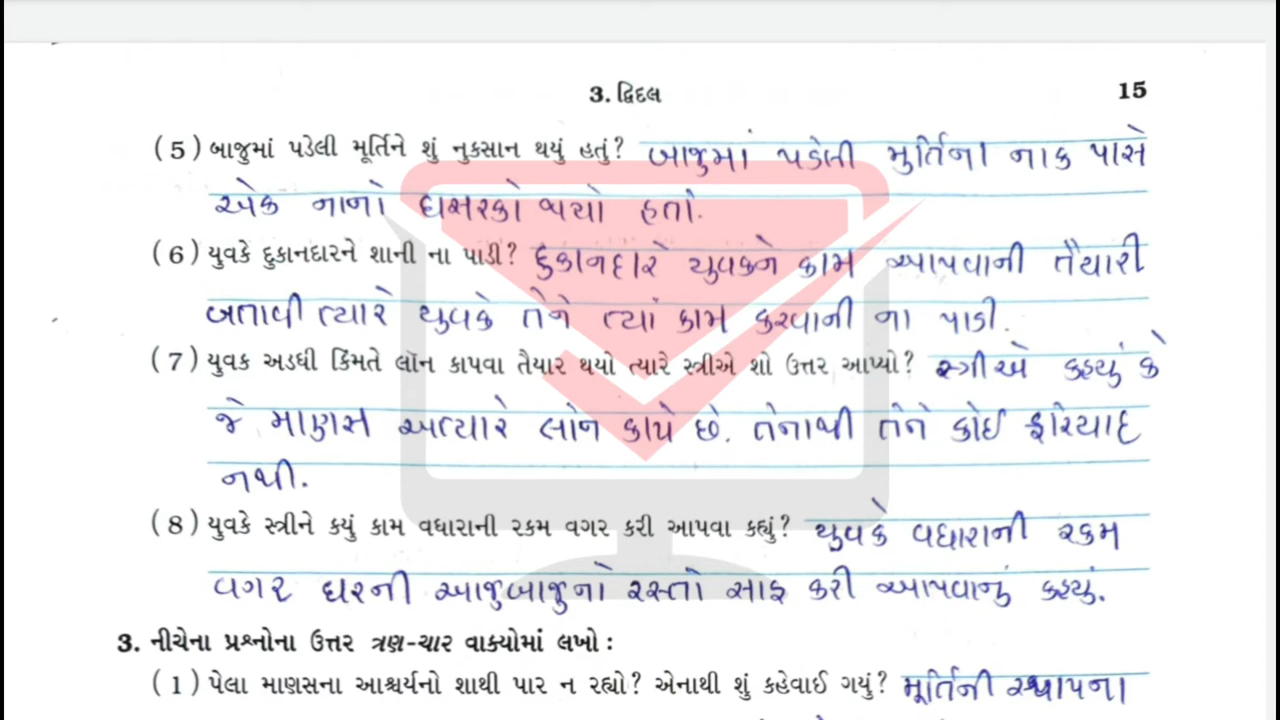 3. દ્વિદલ 15
(5) બાજુમાં પડેલી મૂર્તિને શું નુકસાન થયું હતું? બાજુમાં પડેલી મુર્તિના નાક પાસે
એક નાનો ઘસરકો થયો હતો.
(6) યુવકે દુકાનદારને શાની ના પાડી? દુકાનદારે યુવકને કામ આપવાની તૈયારી
બતાવી ત્યારે યુવકે તેને ત્યાં કામ કરવાની ના પાડી.
(7) યુવક અડધી કિંમતે લૉન કાપવા તૈયાર થયો ત્યારે સ્ત્રીએ શો ઉત્તર આપ્યો? સ્ત્રીએ કહ્યું કે
જે માણસ અત્યારે લોન કાપે છે. તેનાથી તેને કોઈ ફરિયાદ
નથી.
(8) યુવકે સ્ત્રીને કયું કામ વધારાની રકમ વગર કરી આપવા કહ્યું? યુવકે વધારાની રકમ
વગર ઘરની આજુબાજુનો રસ્તો સાફ કરી આપવાનું કહ્યું.
3. નીચેના પ્રશ્નોના ઉત્તર ત્રણ-ચાર વાક્યોમાં લખો :
(1) પેલા માણસના આશ્ચર્યનો શાથી પાર ન રહ્યો? એનાથી શું કહેવાઈ ગયું? મૂર્તિની સ્થાપના